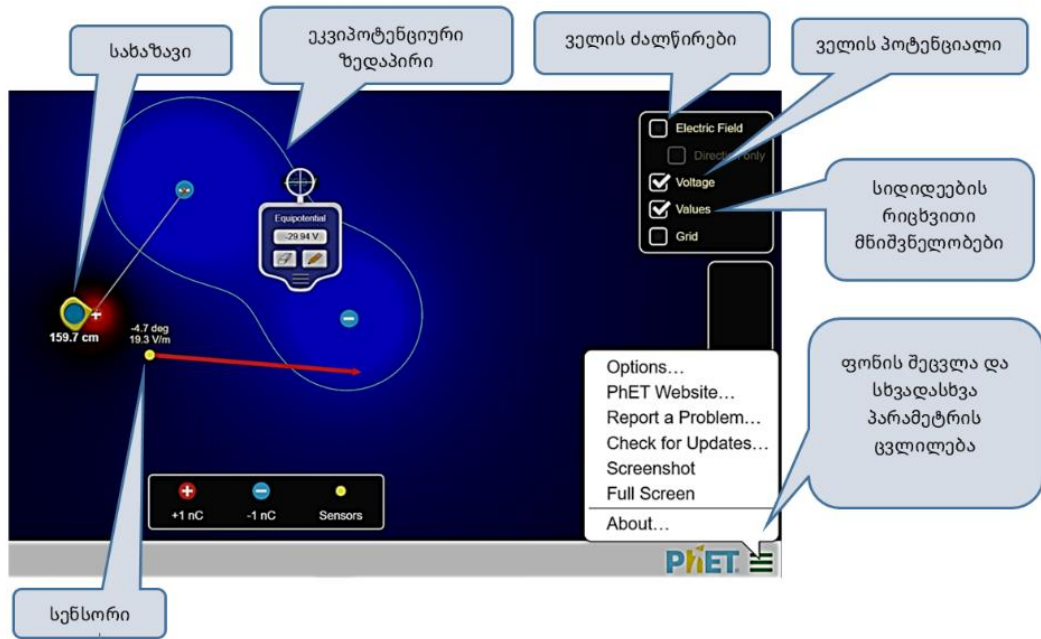 სახაზავი
ეკვიპოტენციური
ზედაპირი
ველის ძალწირები
ველის პოტენციალი
Electric Field
Direction only
Voltage
Values
Grid
სიდიდეების
რიცხვითი
მნიშვნელობები
Equipotential
-29.94 V
159.7 cm
-4.7 deg
19.3 V/m
Options...
PhET Website...
Report a Problem...
Check for Updates...
Screenshot
Full Screen
About...
ფონის შეცვლა და
სხვადასხვა
პარამეტრის
ცვლილება
+1 nC
-1 nC
Sensors
PhET
სენსორი